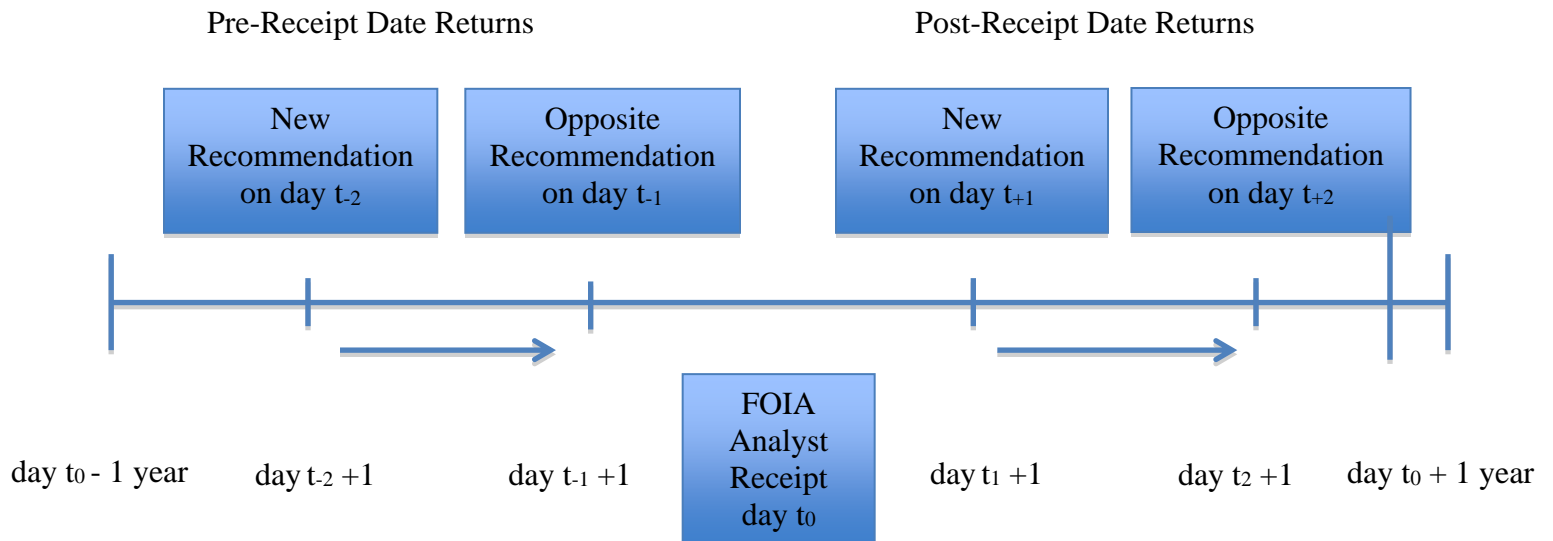 Pre-Receipt Date Returns
Post-Receipt Date Returns
New
Recommendation
on day t-2
Opposite
Recommendation
on day t-1
New
Recommendation
on day t+1
Opposite
Recommendation
on day t+2
FOIA
Analyst
Receipt
day t0
day t0 - 1 year
day t-2 +1
day t-1 +1
day t1 +1
day t2 +1
day t0 + 1 year